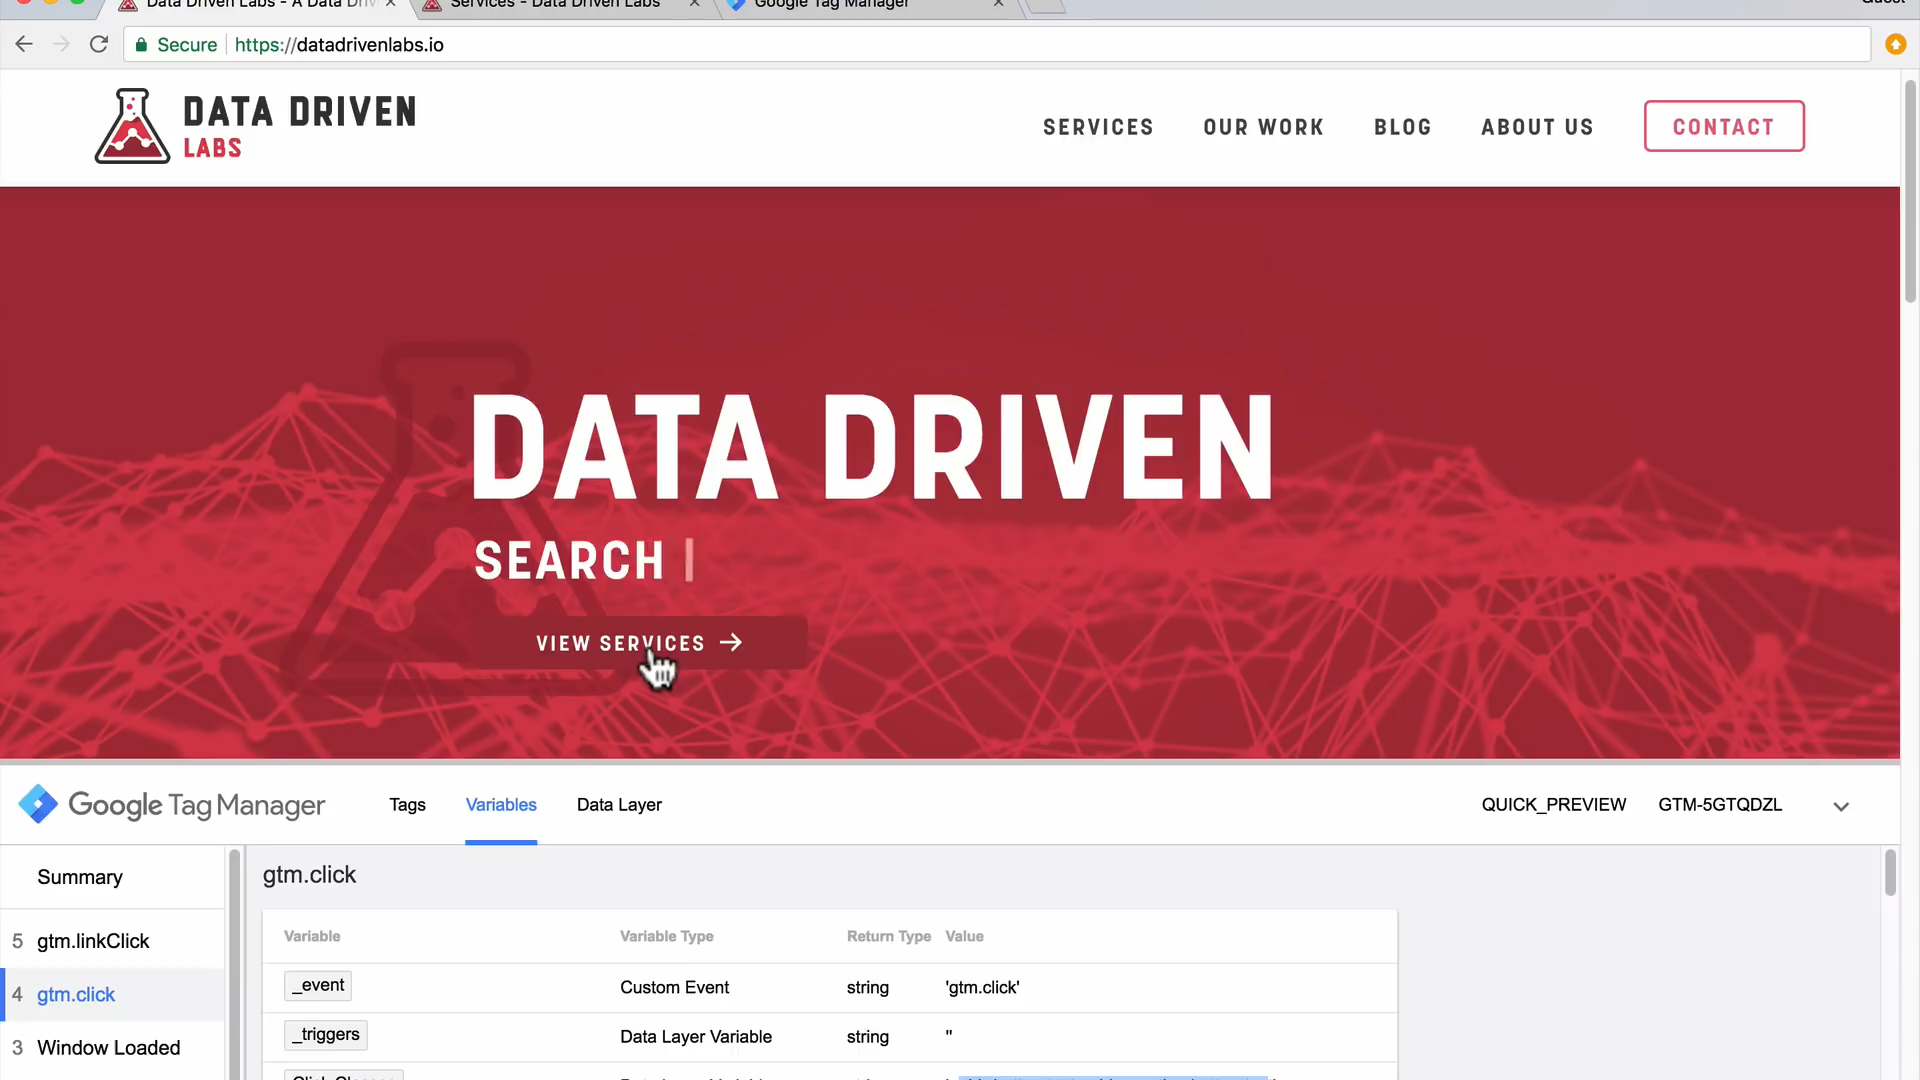 Data Driven Labs - A Data Driv
Services - Data Driven Labs
Google Tag Manager
Guest
Secure
https://datadrivenlabs.io
DATA DRIVEN
LABS
SERVICES
OUR WORK
BLOG
ABOUT US
CONTACT
DATA DRIVEN
SEARCH
VIEW SERVICES →
Google Tag Manager
Tags
Variables
Data Layer
QUICK_PREVIEW
GTM-5GTQDZL
Summary
5 gtm.linkClick
4 gtm.click
3 Window Loaded
gtm.click
Variable Variable Type Return Type Value
_event Custom Event string 'gtm.click'
_triggers Data Layer Variable string ''